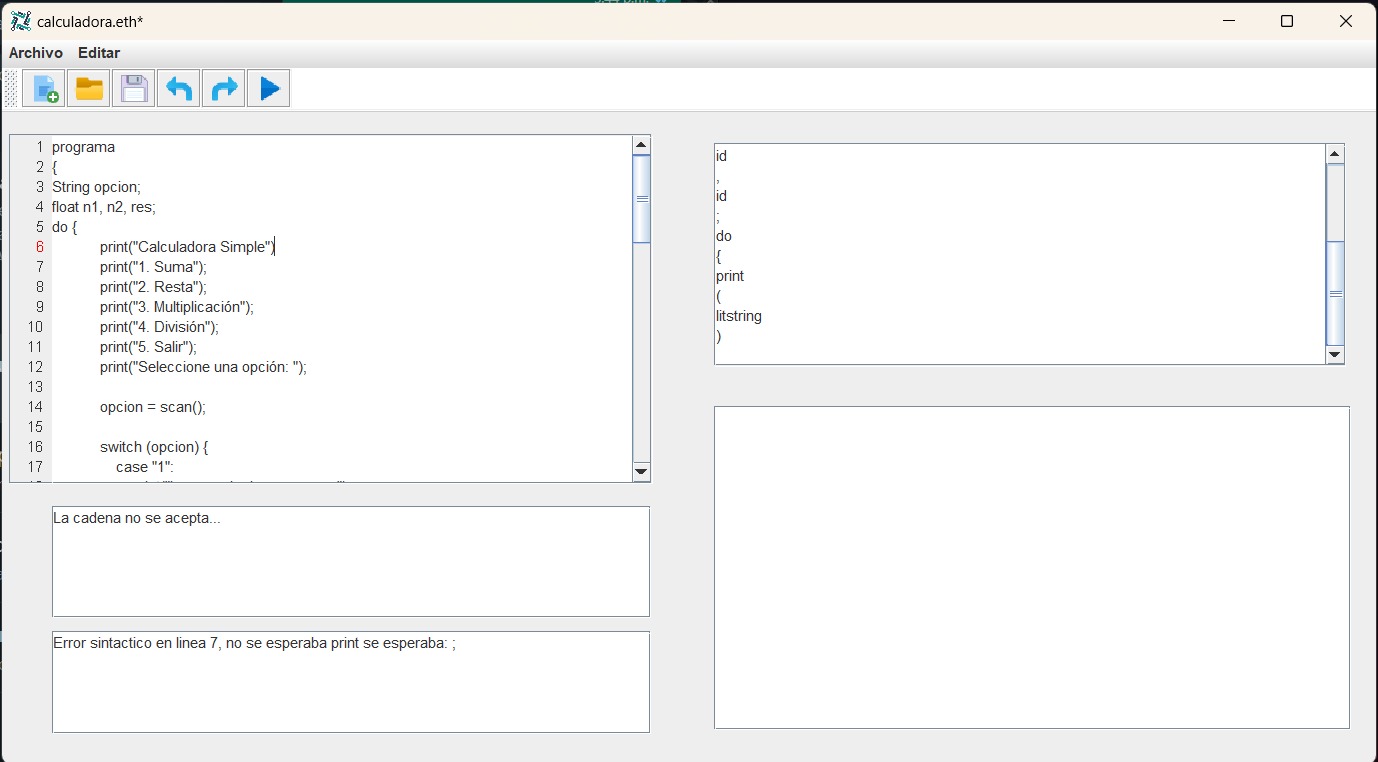 calculadora.eth*
Archivo Editar
1 programa
2 {
3 String opcion;
4 float n1, n2, res;
5 do {
6 print("Calculadora Simple")
7 print("1. Suma");
8 print("2. Resta");
9 print("3. Multiplicación");
10 print("4. División");
11 print("5. Salir");
12 print("Seleccione una opción: ");
13
14 opcion = scan();
15
16 switch (opcion) {
17 case "1":
La cadena no se acepta...
Error sintactico en linea 7, no se esperaba print se esperaba: ;
id
,
id
;
do
{
print
(
litstring
)